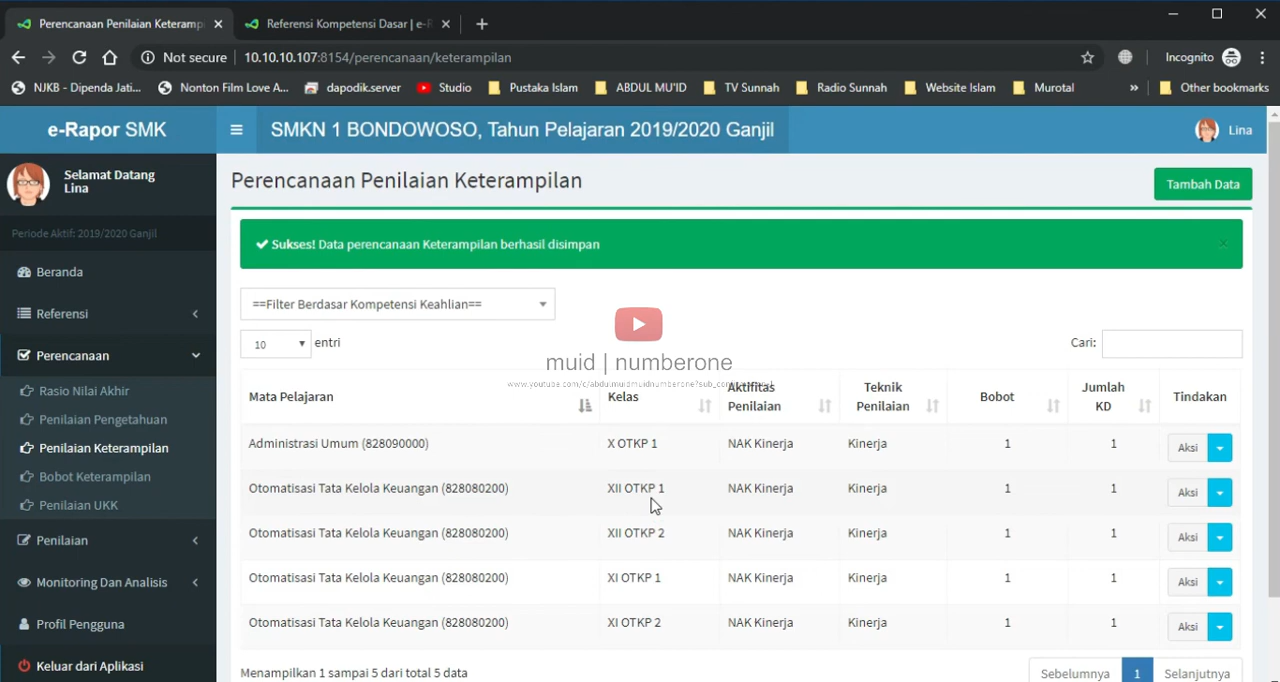 Perencanaan Penilaian Keteramp
Referensi Kompetensi Dasar | e-R
Not secure
10.10.10.107:8154/perencanaan/keterampilan
Incognito
NJKB - Dipenda Jati...
Nonton Film Love A...
dapodik.server
Studio
Pustaka Islam
ABDUL MU'ID
TV Sunnah
Radio Sunnah
Website Islam
Murotal
»
Other bookmarks
e-Rapor SMK
SMKN 1 BONDOWOSO, Tahun Pelajaran 2019/2020 Ganjil
Lina
Selamat Datang
Lina
Periode Aktif: 2019/2020 Ganjil
Beranda
Referensi
Perencanaan
Rasio Nilai Akhir
Penilaian Pengetahuan
Penilaian Keterampilan
Bobot Keterampilan
Penilaian UKK
Penilaian
Monitoring Dan Analisis
Profil Pengguna
Keluar dari Aplikasi
Perencanaan Penilaian Keterampilan
Tambah Data
Sukses! Data perencanaan Keterampilan berhasil disimpan
==Filter Berdasar Kompetensi Keahlian==
10 entri
Cari:
muid | numberone
Mata Pelajaran
Kelas
Aktifitas
Penilaian
Teknik
Penilaian
Bobot
Jumlah
KD
Tindakan
Administrasi Umum (828090000) X OTKP 1 NAK Kinerja Kinerja 1 1 Aksi
Otomatisasi Tata Kelola Keuangan (828080200) XII OTKP 1 NAK Kinerja Kinerja 1 1 Aksi
Otomatisasi Tata Kelola Keuangan (828080200) XII OTKP 2 NAK Kinerja Kinerja 1 1 Aksi
Otomatisasi Tata Kelola Keuangan (828080200) XI OTKP 1 NAK Kinerja Kinerja 1 1 Aksi
Otomatisasi Tata Kelola Keuangan (828080200) XI OTKP 2 NAK Kinerja Kinerja 1 1 Aksi
Menampilkan 1 sampai 5 dari total 5 data
Sebelumnya 1 Selanjutnya